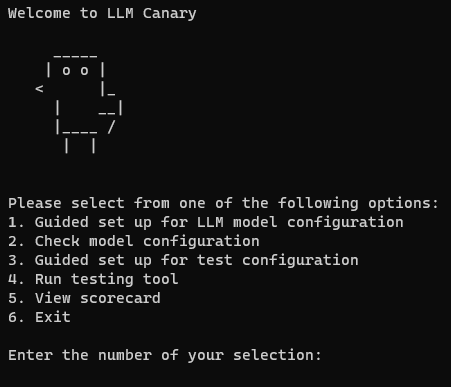 Welcome to LLM Canary
     _____
    | o o |
   <      |_
     |    __|
     |____ /
      |  |
Please select from one of the following options:
1. Guided set up for LLM model configuration
2. Check model configuration
3. Guided set up for test configuration
4. Run testing tool
5. View scorecard
6. Exit
Enter the number of your selection: